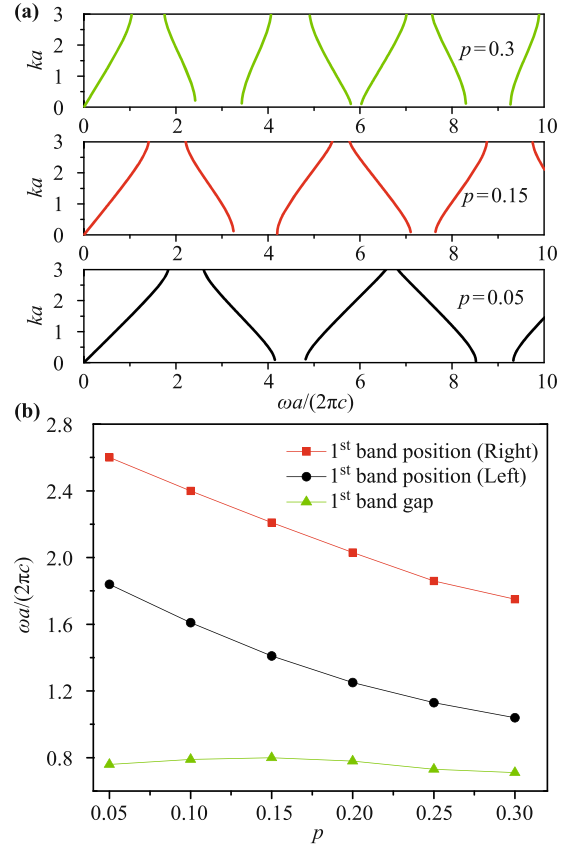 (a)
3
2
1
0
ka
p=0.3
0 2 4 6 8 10
3
2
1
0
ka
p=0.15
0 2 4 6 8 10
3
2
1
0
ka
p=0.05
0 2 4 6 8 10
ωa/(2πc)
(b)
2.8
2.4
2.0
1.6
1.2
0.8
ωa/(2πc)
1st band position (Right)
1st band position (Left)
1st band gap
0.05 0.10 0.15 0.20 0.25 0.30
p